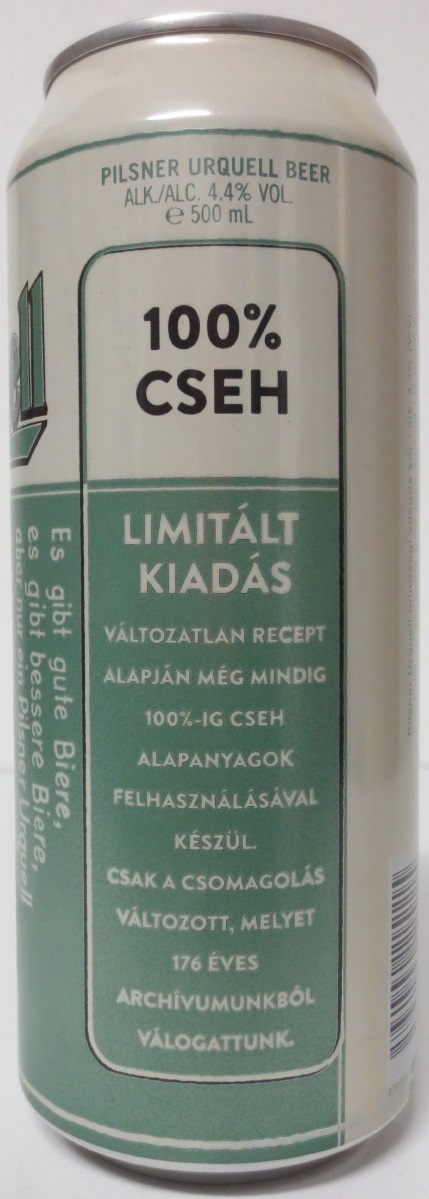 PILSNER URQUELL BEER
ALK./ALC. 4.4% VOL.
℮ 500 mL
100%
CSEH
LIMITÁLT
KIADÁS
VÁLTOZATLAN RECEPT
ALAPJÁN MÉG MINDIG
100%-IG CSEH
ALAPANYAGOK
FELHASZNÁLÁSÁVAL
KÉSZÜL.
CSAK A CSOMAGOLÁS
VÁLTOZOTT, MELYET
176 ÉVES
ARCHÍVUMUNKBÓL
VÁLOGATTUNK.
Es gibt gute Biere,
es gibt bessere Biere,
aber nur ein Pilsner Urquell